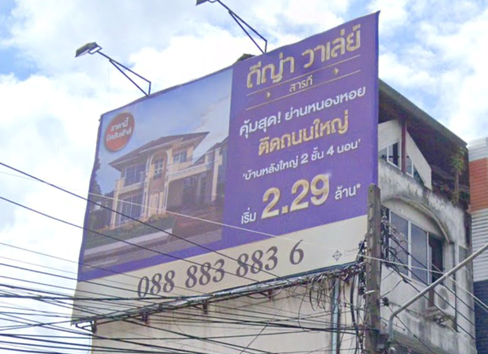 ดีญ่า วาเล่ย์
สารภี
คุ้มสุด! ย่านหนองหอย
ติดถนนใหญ่
'บ้านหลังใหญ่ 2 ชั้น 4 นอน'
เริ่ม 2.29 ล้าน*
088 883 883 6